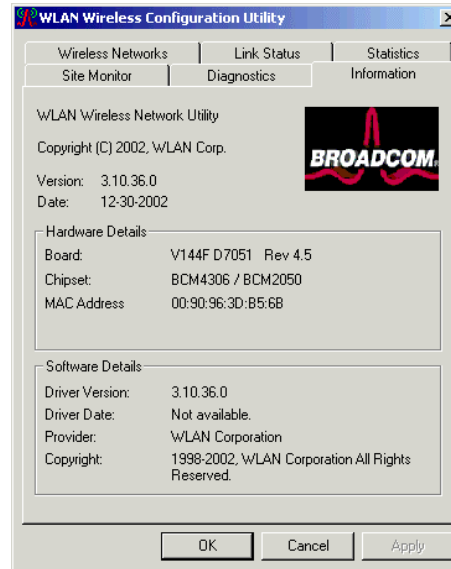 WLAN Wireless Configuration Utility
Wireless Networks Link Status Statistics
Site Monitor Diagnostics Information
WLAN Wireless Network Utility
Copyright (C) 2002, WLAN Corp.
BROADCOM.
Version: 3.10.36.0
Date: 12-30-2002
Hardware Details
Board: V144F D7051 Rev 4.5
Chipset: BCM4306 / BCM2050
MAC Address 00:90:96:3D:B5:6B
Software Details
Driver Version: 3.10.36.0
Driver Date: Not available.
Provider: WLAN Corporation
Copyright: 1998-2002, WLAN Corporation All Rights
Reserved.
OK Cancel Apply